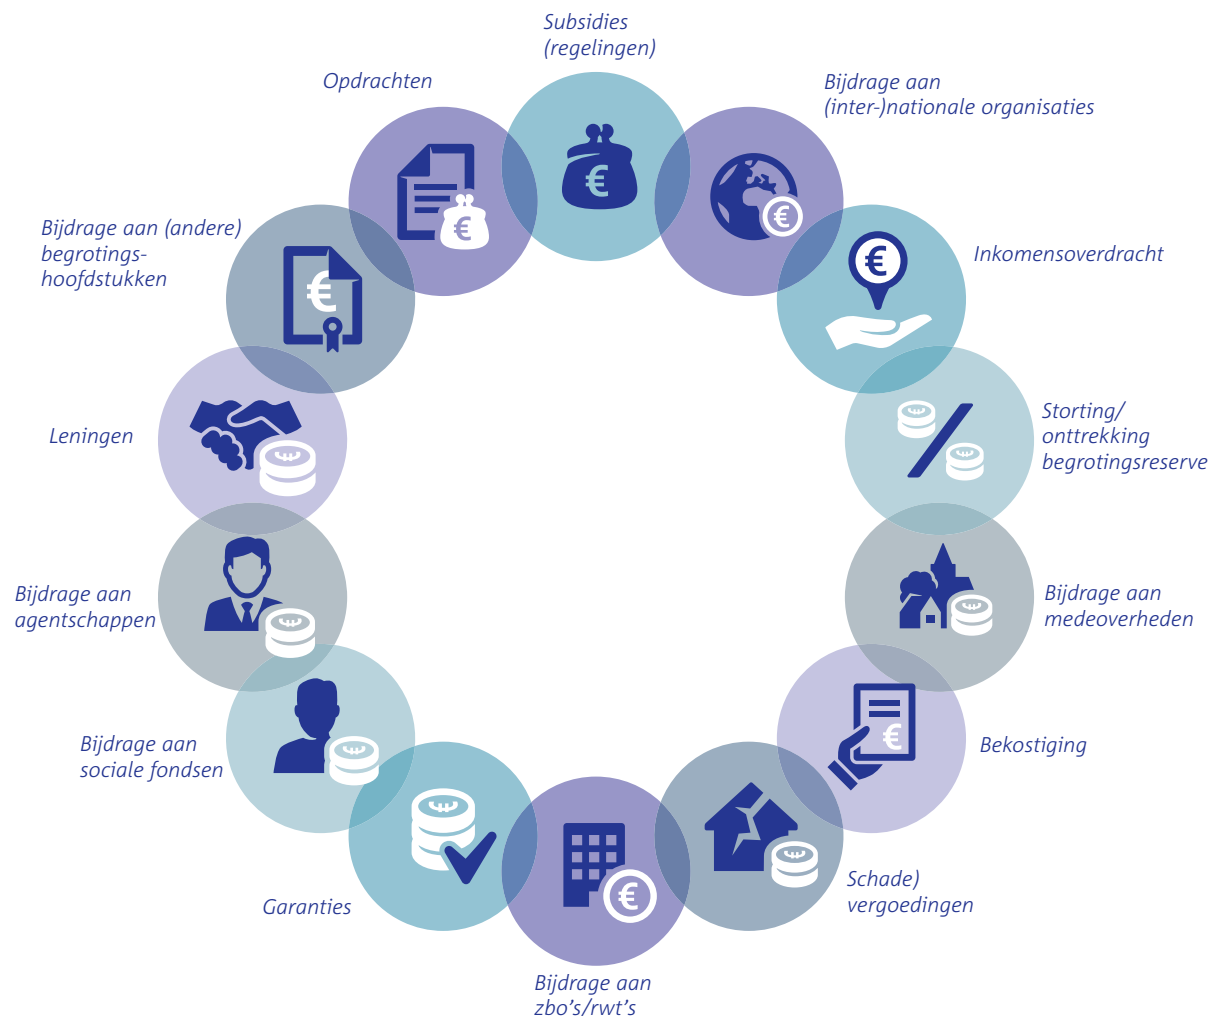 Subsidies
(regelingen)
Opdrachten
Bijdrage aan
(inter-)nationale organisaties
Bijdrage aan (andere)
begrotings-
hoofdstukken
Inkomensoverdracht
Leningen
Storting/
onttrekking
begrotingsreserve
Bijdrage aan
agentschappen
Bijdrage aan
medeoverheden
Bijdrage aan
sociale fondsen
Bekostiging
Garanties
Schade)
vergoedingen
Bijdrage aan
zbo's/rwt's